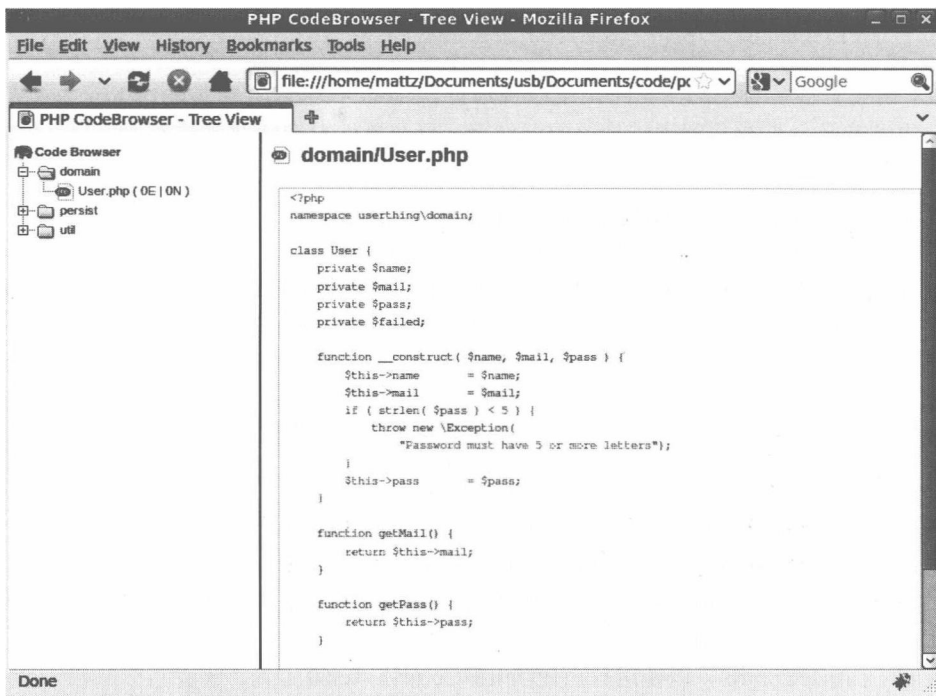 PHP CodeBrowser - Tree View - Mozilla Firefox
File Edit View History Bookmarks Tools Help
file:///home/mattz/Documents/usb/Documents/code/pc
Google
PHP CodeBrowser - Tree View
Code Browser
domain
User.php ( 0E | 0N )
persist
util
domain/User.php
<?php
namespace userthing\domain;
class User {
    private $name;
    private $mail;
    private $pass;
    private $failed;
    function __construct( $name, $mail, $pass ) {
        $this->name       = $name;
        $this->mail       = $mail;
        if ( strlen( $pass ) < 5 ) {
            throw new \Exception(
                "Password must have 5 or more letters");
        }
        $this->pass       = $pass;
    }
    function getMail() {
        return $this->mail;
    }
    function getPass() {
        return $this->pass;
    }
Done